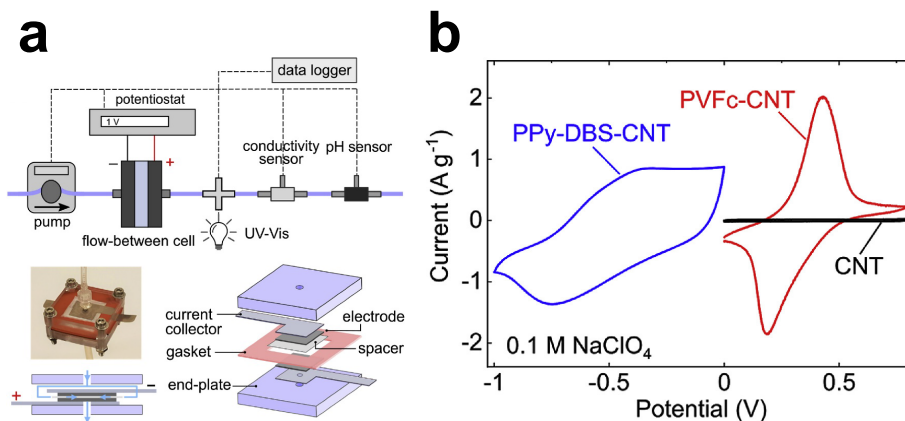 a
data logger
potentiostat
1 V
conductivity
sensor
pH sensor
−
+
pump
flow-between cell
UV-Vis
current
collector
electrode
spacer
gasket
end-plate
−
+
b
Current (A g⁻¹)
2
1
0
-1
-2
PPy-DBS-CNT
PVFc-CNT
CNT
0.1 M NaClO₄
-1
-0.5
0
0.5
Potential (V)